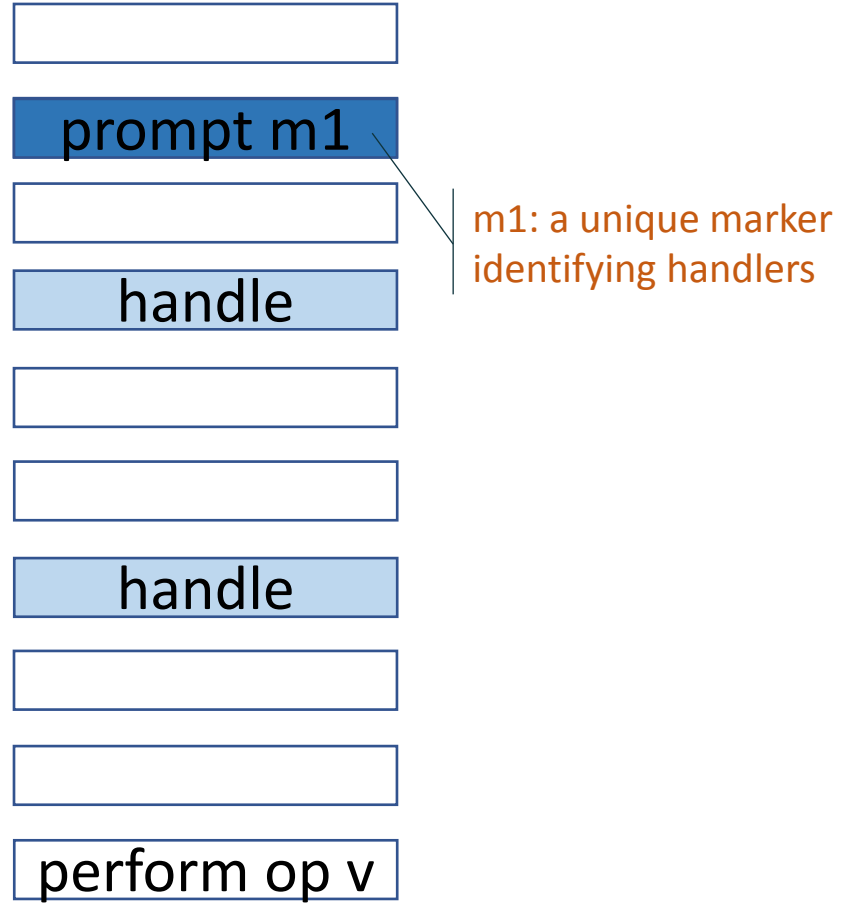 prompt m1
m1: a unique marker
identifying handlers
handle
handle
perform op v